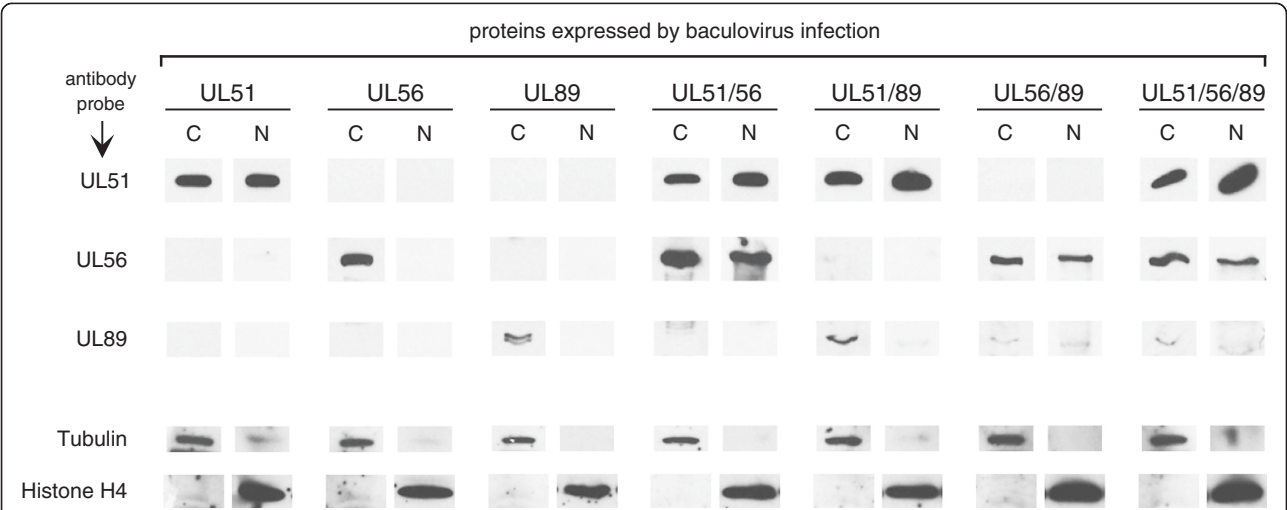 proteins expressed by baculovirus infection
antibody
probe
UL51 UL56 UL89 UL51/56 UL51/89 UL56/89 UL51/56/89
C N C N C N C N C N C N C N
UL51
UL56
UL89
Tubulin
Histone H4